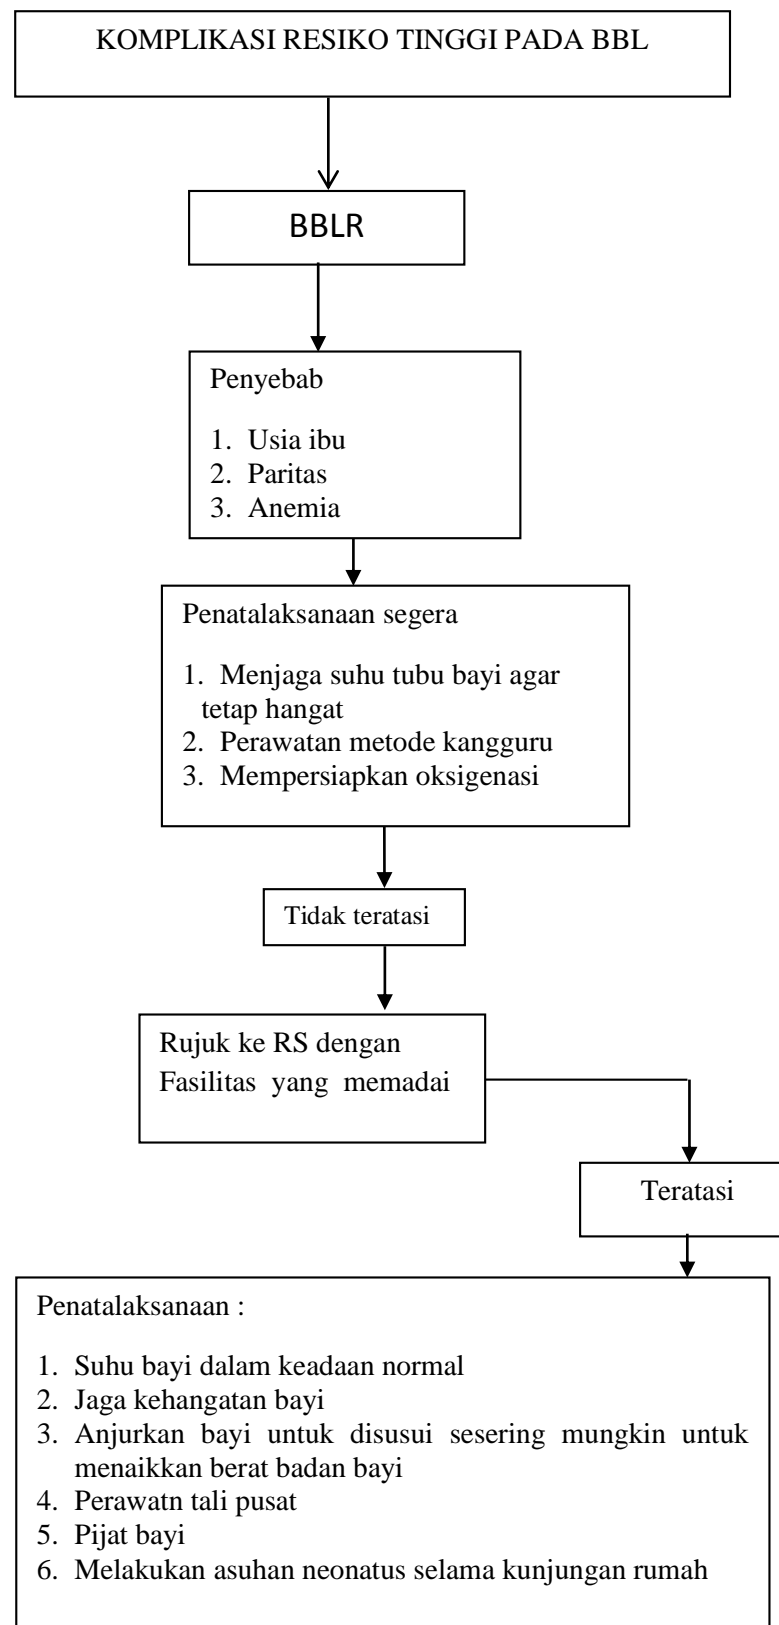 KOMPLIKASI RESIKO TINGGI PADA BBL
BBLR
Penyebab
1. Usia ibu
2. Paritas
3. Anemia
Penatalaksanaan segera
1. Menjaga suhu tubu bayi agar
tetap hangat
2. Perawatan metode kangguru
3. Mempersiapkan oksigenasi
Tidak teratasi
Rujuk ke RS dengan
Fasilitas yang memadai
Teratasi
Penatalaksanaan :
1. Suhu bayi dalam keadaan normal
2. Jaga kehangatan bayi
3. Anjurkan bayi untuk disusui sesering mungkin untuk
menaikkan berat badan bayi
4. Perawatn tali pusat
5. Pijat bayi
6. Melakukan asuhan neonatus selama kunjungan rumah